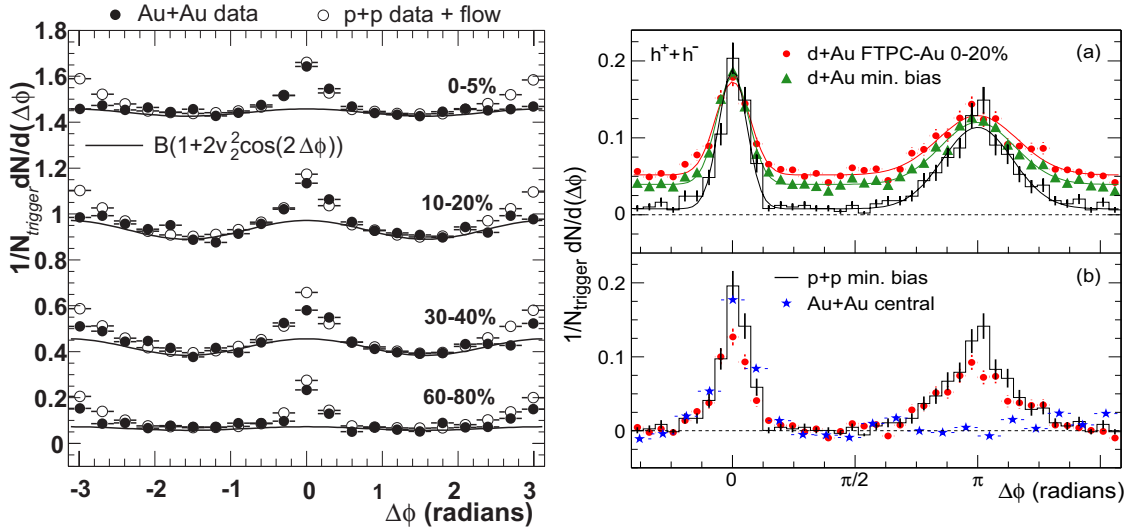 ● Au+Au data ○ p+p data + flow
1/N_trigger dN/d(Δϕ)
1.8
1.6
1.4
1.2
1
0.8
0.6
0.4
0.2
0
0-5%
B(1+2v₂²cos(2Δϕ))
10-20%
30-40%
60-80%
-3 -2 -1 0 1 2 3
Δϕ (radians)
1/N_trigger dN/d(Δϕ)
h⁺+h⁻
(a)
d+Au FTPC-Au 0-20%
d+Au min. bias
0.2
0.1
0
(b)
p+p min. bias
Au+Au central
0.2
0.1
0
0 π/2 π
Δϕ (radians)